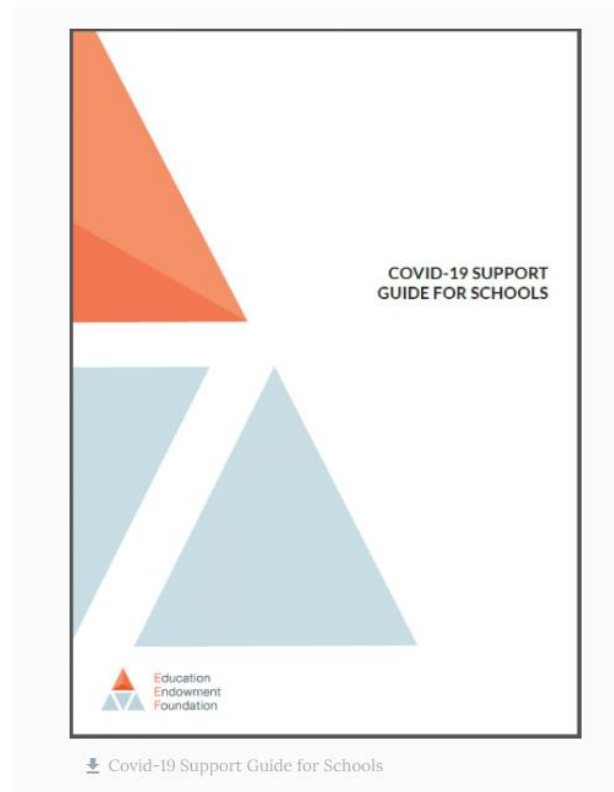 COVID-19 SUPPORT
GUIDE FOR SCHOOLS
Education
Endowment
Foundation
Covid-19 Support Guide for Schools